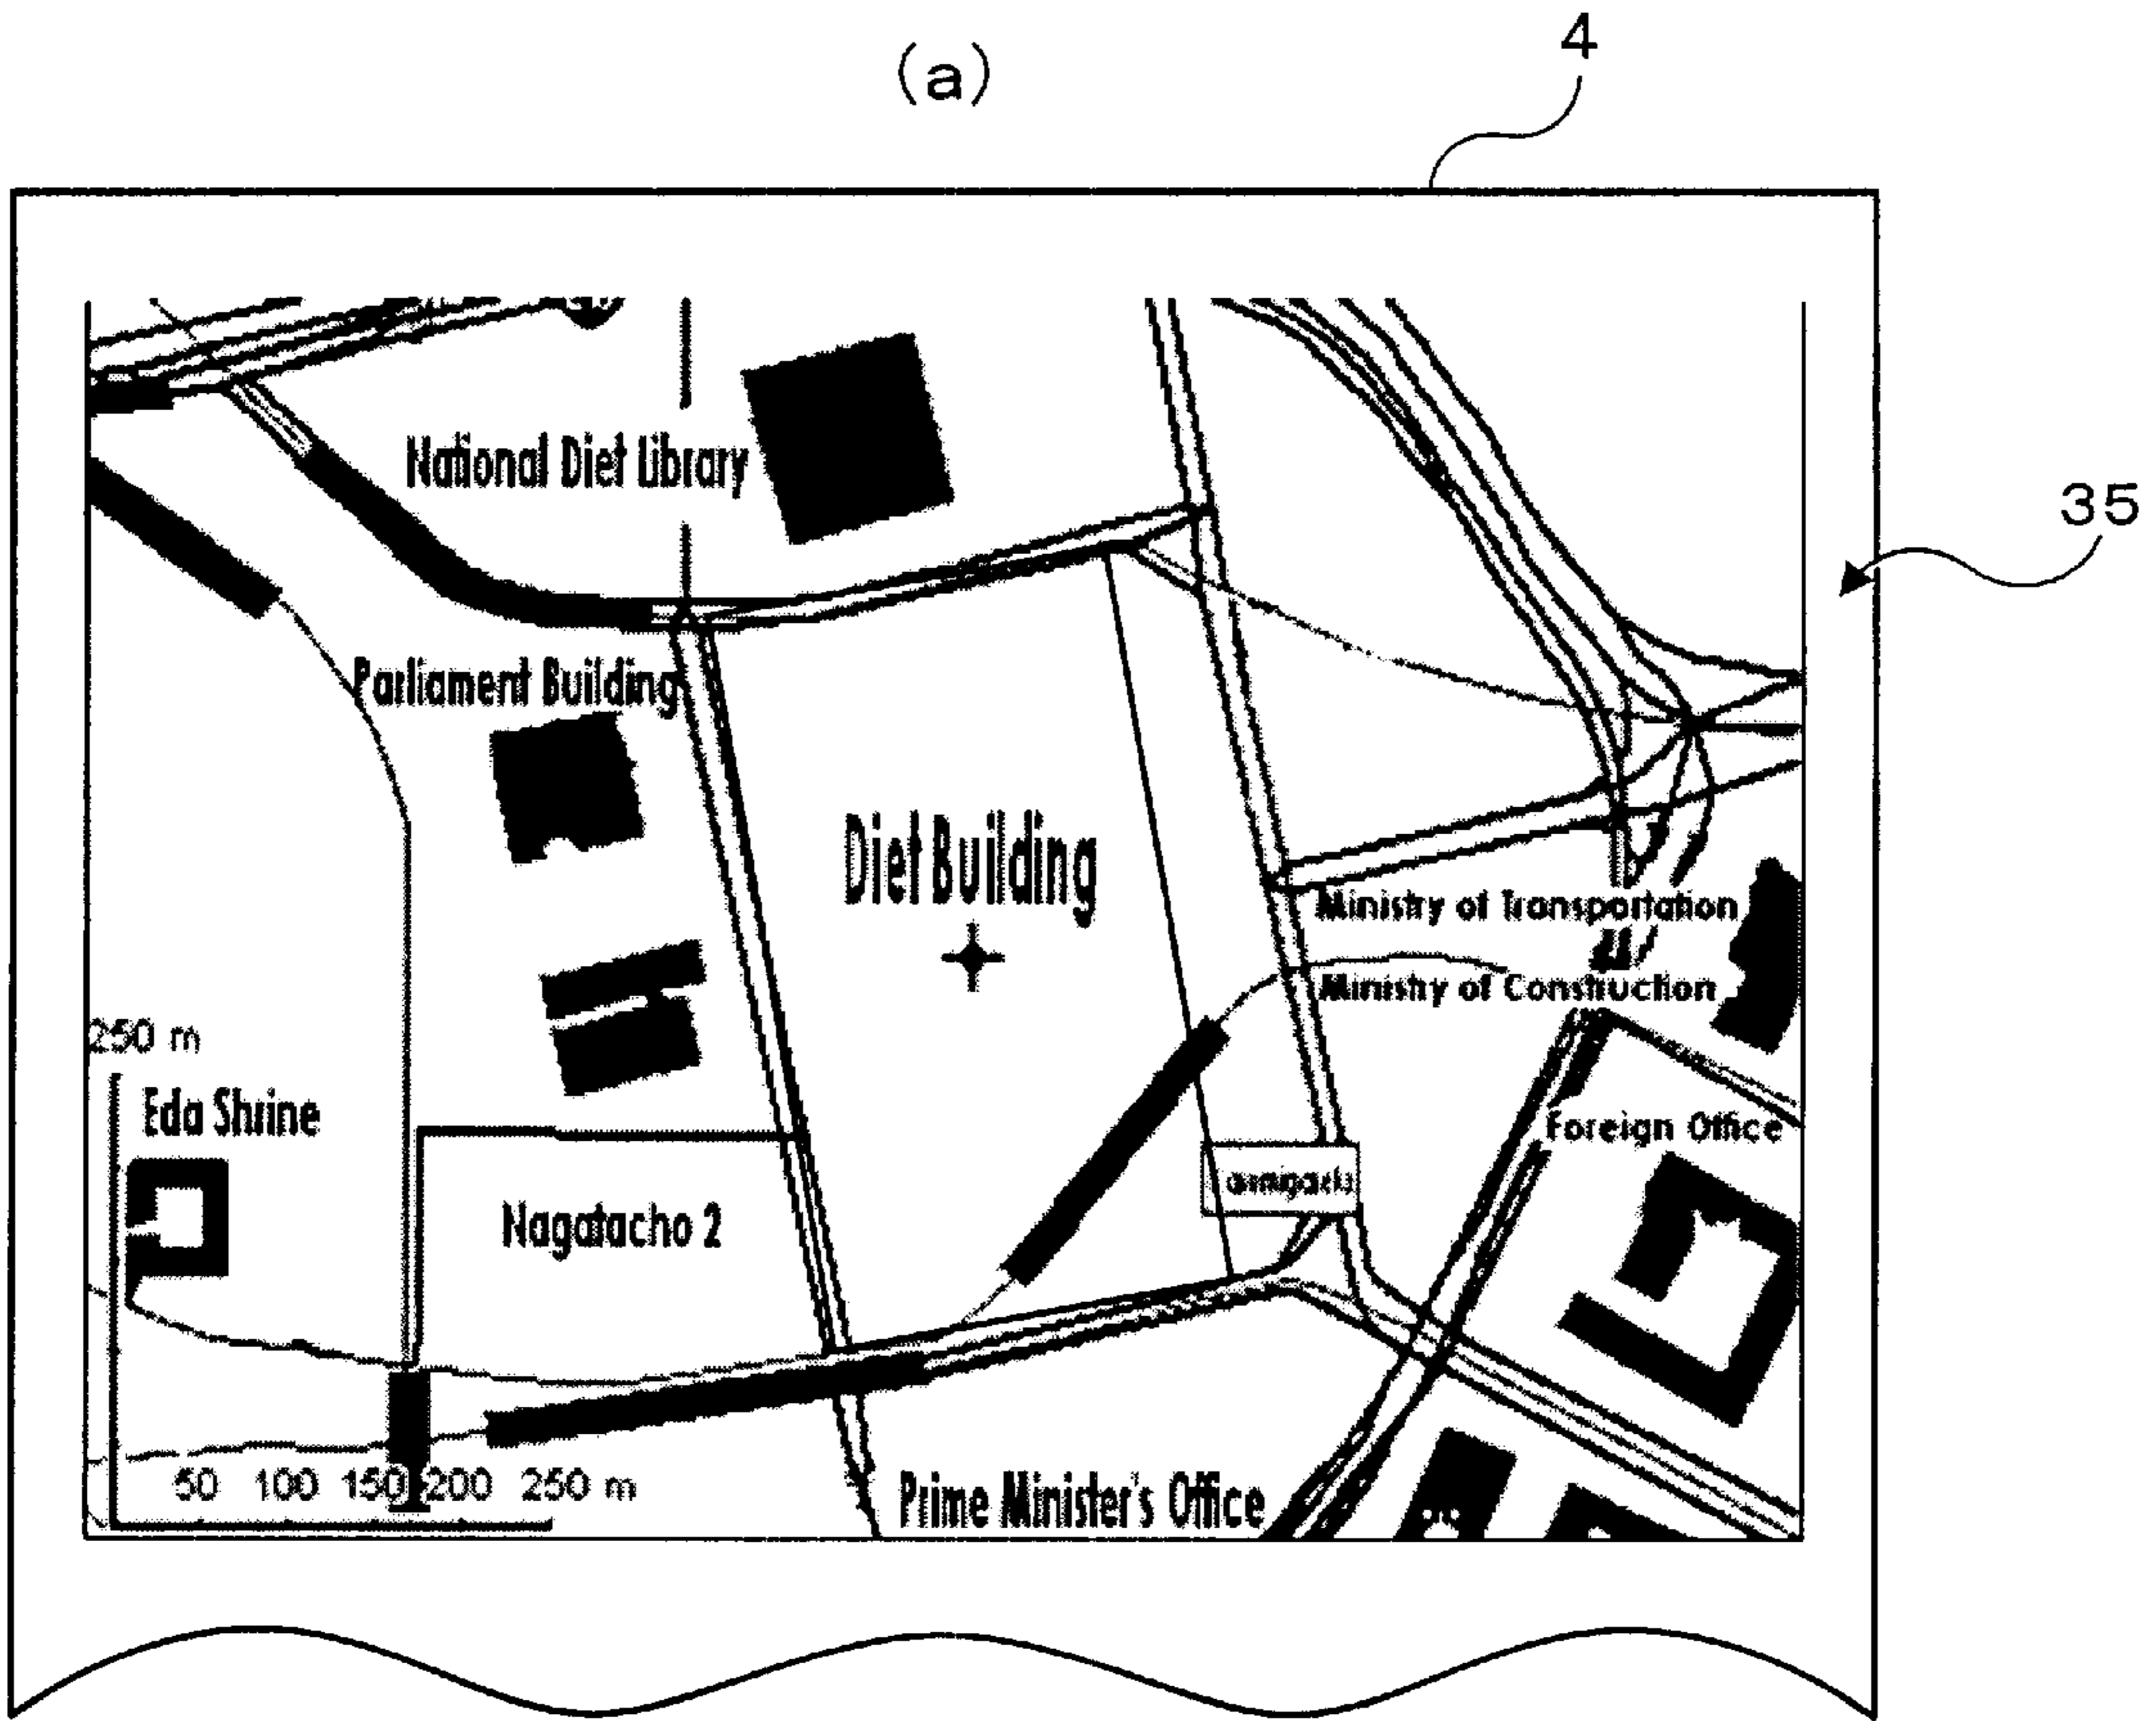 (a)
4
35
National Diet Library
Parliament Building
Diet Building
Ministry of Transportation
Ministry of Construction
250 m
Eda Shrine
Foreign Office
Nagatacho 2
50 100 150 200 250 m
Prime Minister's Office